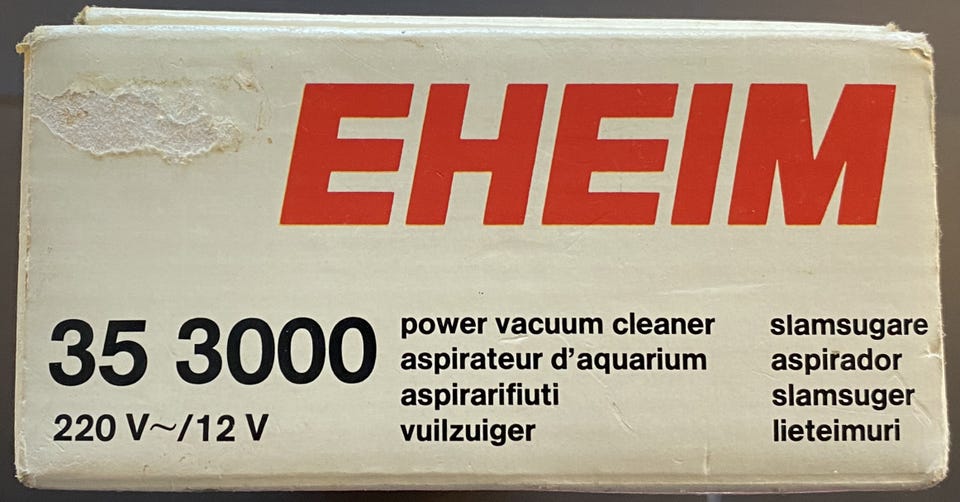 EHEIM
35 3000
220 V~/12 V
power vacuum cleaner
aspirateur d'aquarium
aspirarifiuti
vuilzuiger
slamsugare
aspirador
slamsuger
lieteimuri